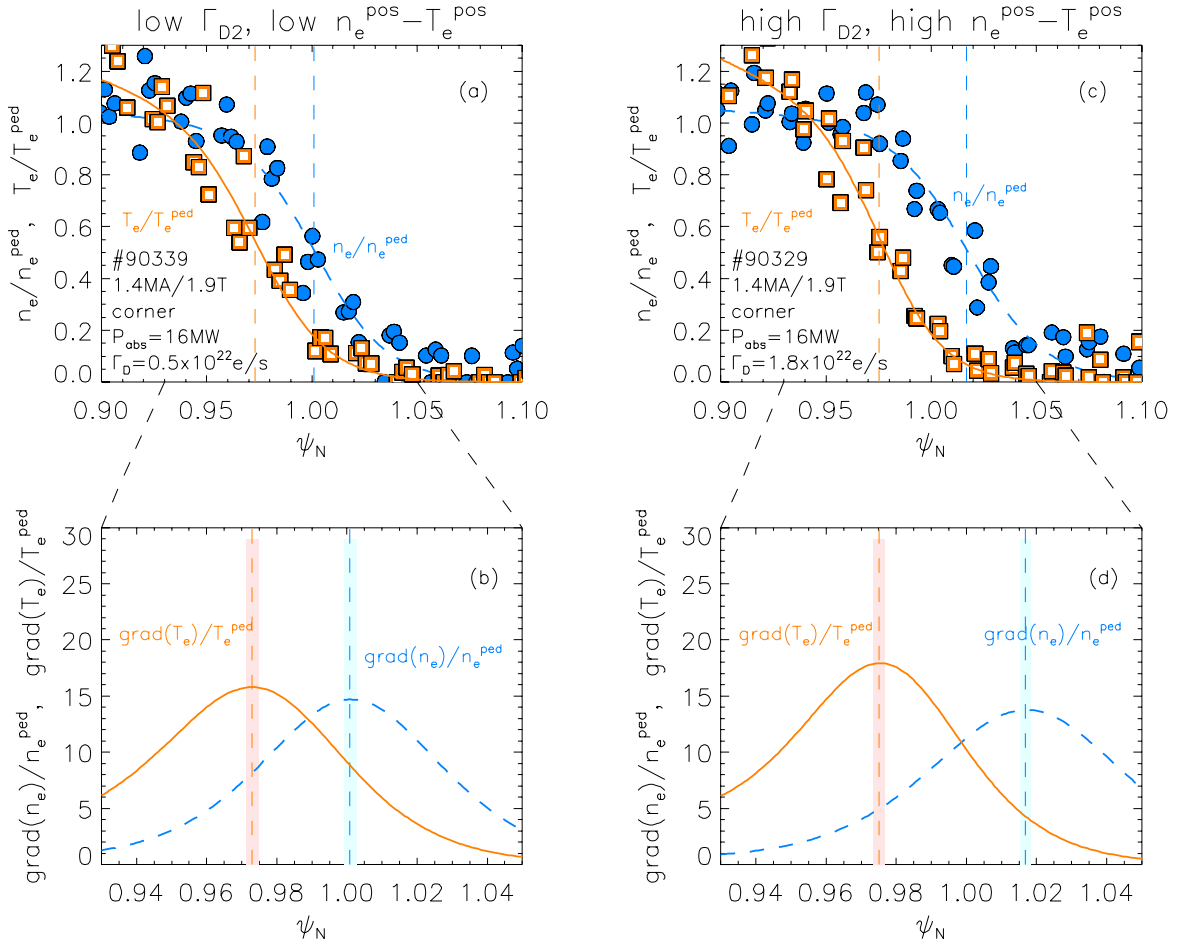 low Γ_D2, low n_e^pos−T_e^pos
n_e/n_e^ped, T_e/T_e^ped
1.2
1.0
0.8
0.6
0.4
0.2
0.0
(a)
T_e/T_e^ped
n_e/n_e^ped
#90339
1.4MA/1.9T
corner
P_abs=16MW
Γ_D=0.5x10^22e/s
0.90 0.95 1.00 1.05 1.10
ψ_N
high Γ_D2, high n_e^pos−T_e^pos
n_e/n_e^ped, T_e/T_e^ped
1.2
1.0
0.8
0.6
0.4
0.2
0.0
(c)
T_e/T_e^ped
n_e/n_e^ped
#90329
1.4MA/1.9T
corner
P_abs=16MW
Γ_D=1.8x10^22e/s
0.90 0.95 1.00 1.05 1.10
ψ_N
grad(n_e)/n_e^ped, grad(T_e)/T_e^ped
30
25
20
15
10
5
0
(b)
grad(T_e)/T_e^ped
grad(n_e)/n_e^ped
0.94 0.96 0.98 1.00 1.02 1.04
ψ_N
grad(n_e)/n_e^ped, grad(T_e)/T_e^ped
30
25
20
15
10
5
0
(d)
grad(T_e)/T_e^ped
grad(n_e)/n_e^ped
0.94 0.96 0.98 1.00 1.02 1.04
ψ_N